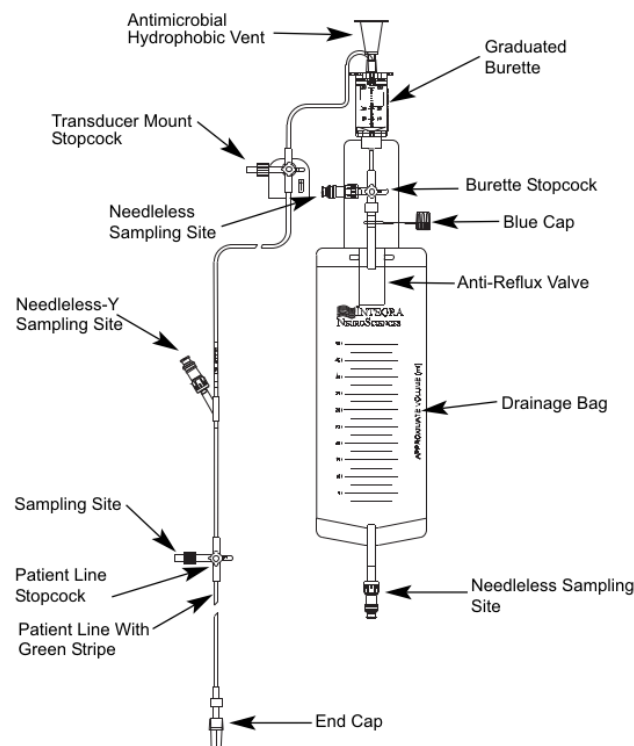 Antimicrobial
Hydrophobic Vent
Graduated
Burette
Transducer Mount
Stopcock
Needleless
Sampling Site
Burette Stopcock
Blue Cap
Needleless-Y
Sampling Site
Anti-Reflux Valve
INTEGRA
NEUROSCIENCES
APPROXIMATE VOLUME (ml)
Drainage Bag
Sampling Site
Patient Line
Stopcock
Patient Line With
Green Stripe
Needleless Sampling
Site
End Cap